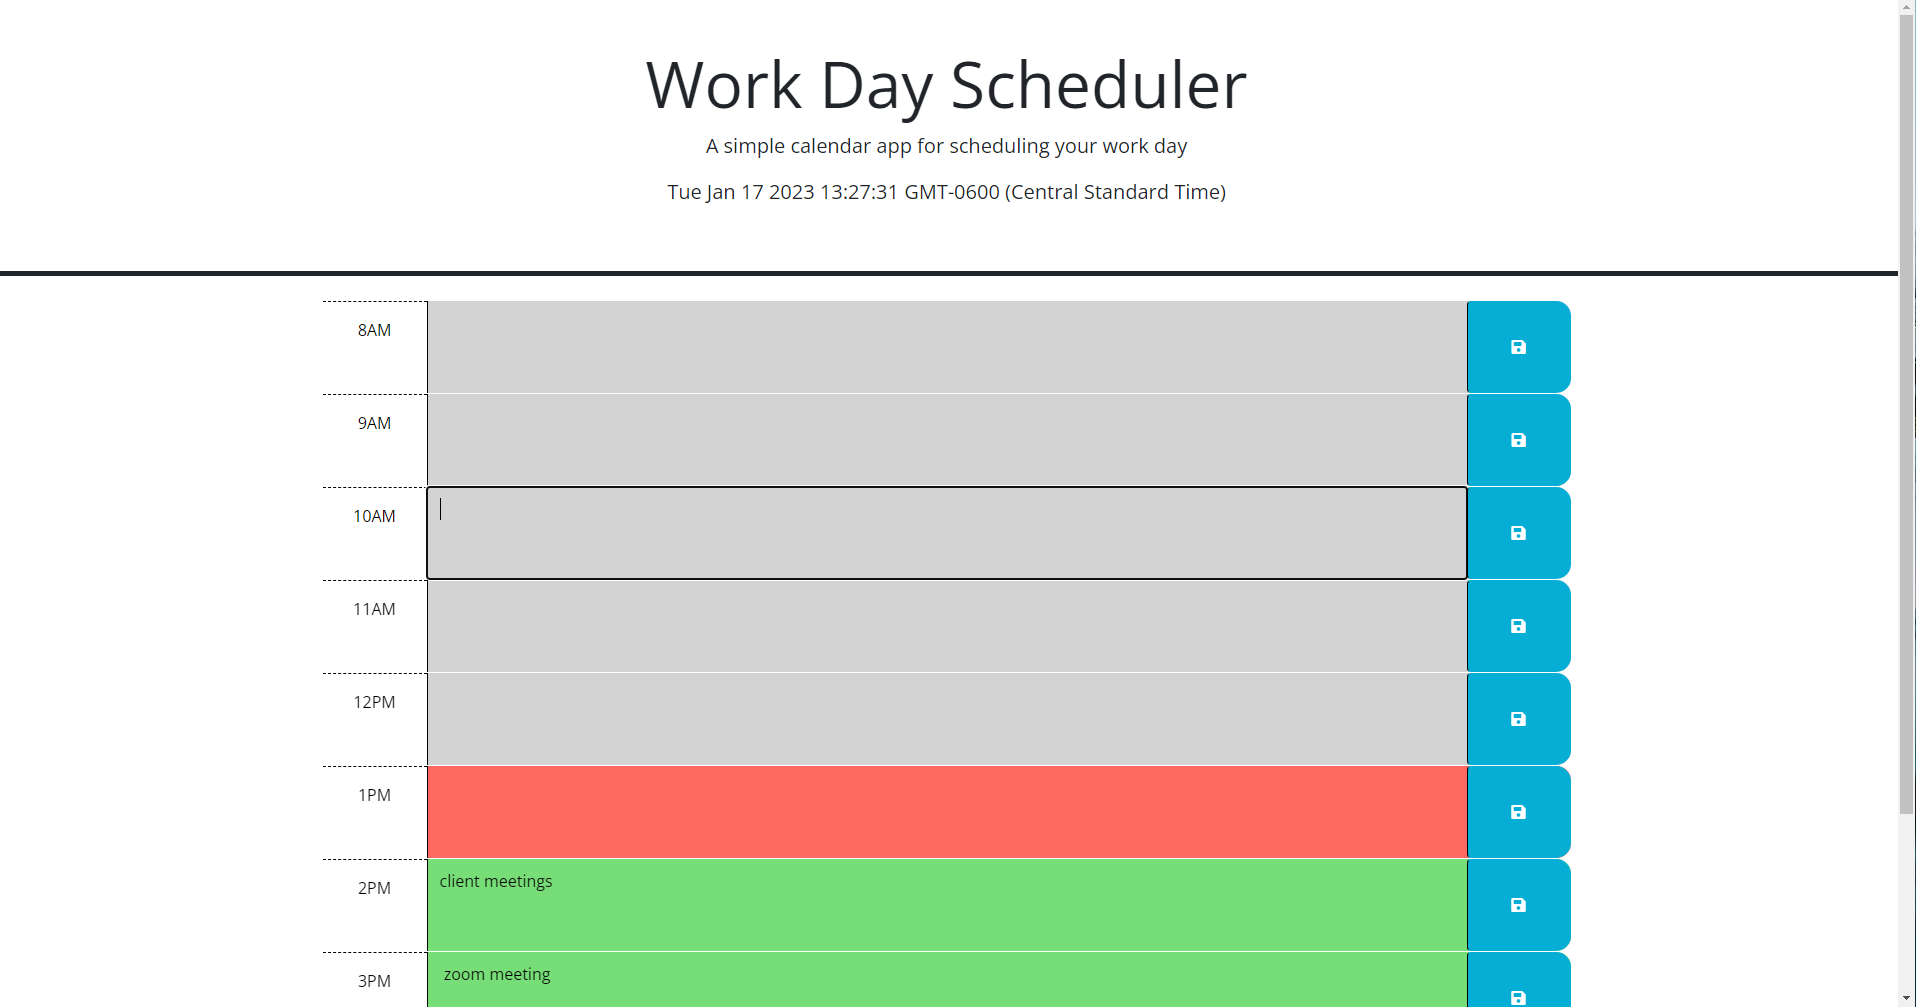 Work Day Scheduler
A simple calendar app for scheduling your work day
Tue Jan 17 2023 13:27:31 GMT-0600 (Central Standard Time)
8AM
9AM
10AM
11AM
12PM
1PM
2PM client meetings
3PM zoom meeting